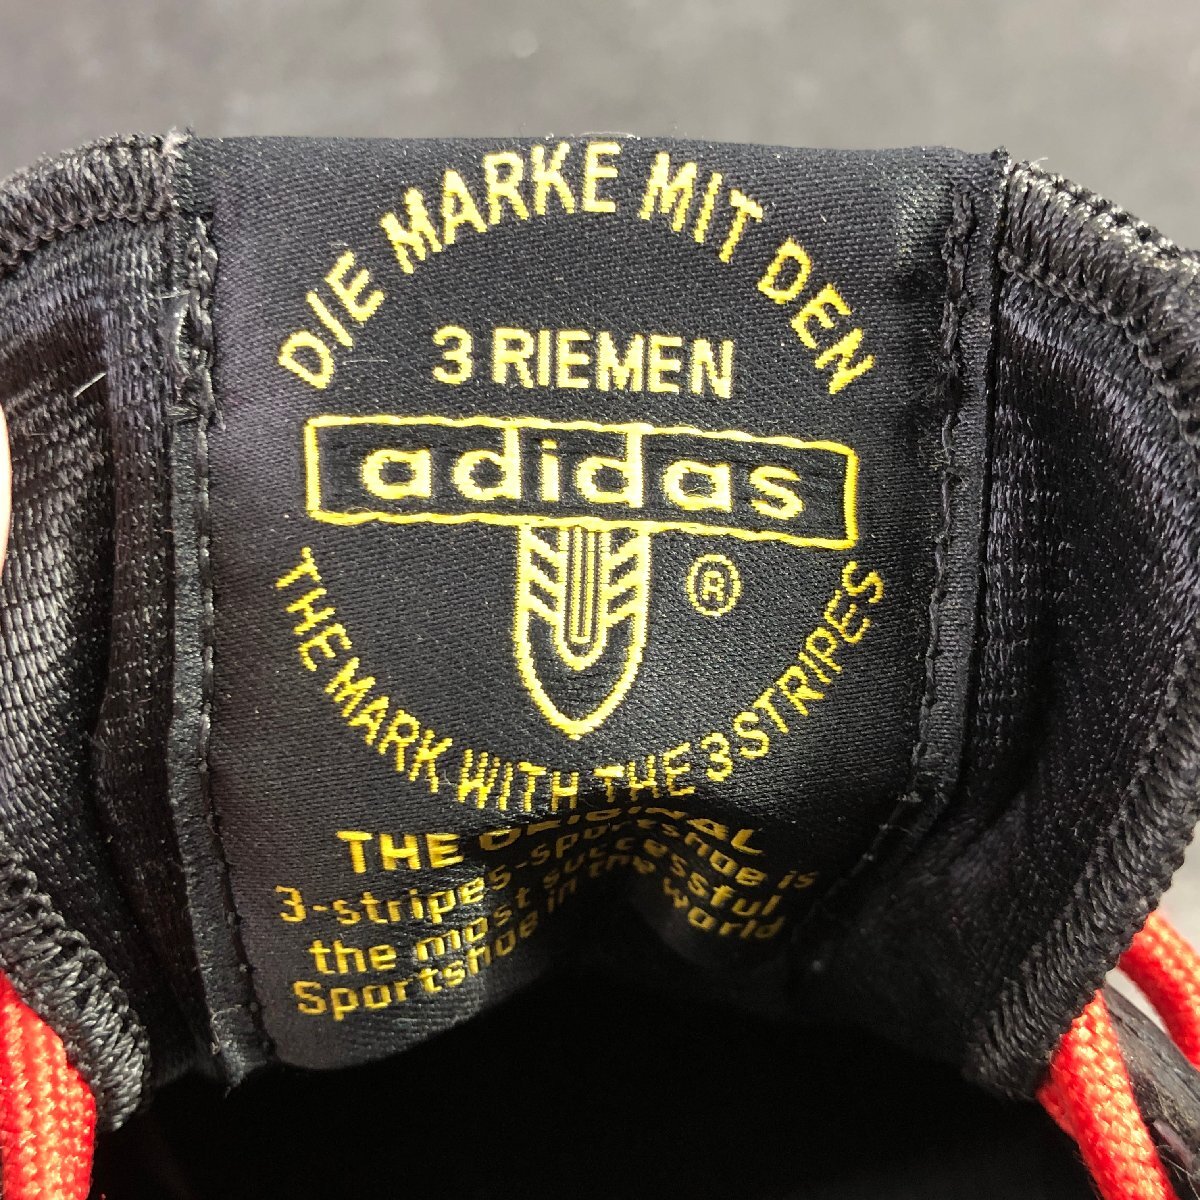 DIE MARKE MIT DEN
3 RIEMEN
adidas
®
THE MARK WITH THE 3 STRIPES
THE ORIGINAL
3-stripes-sportshoe is
the most successful
Sportshoe in the world